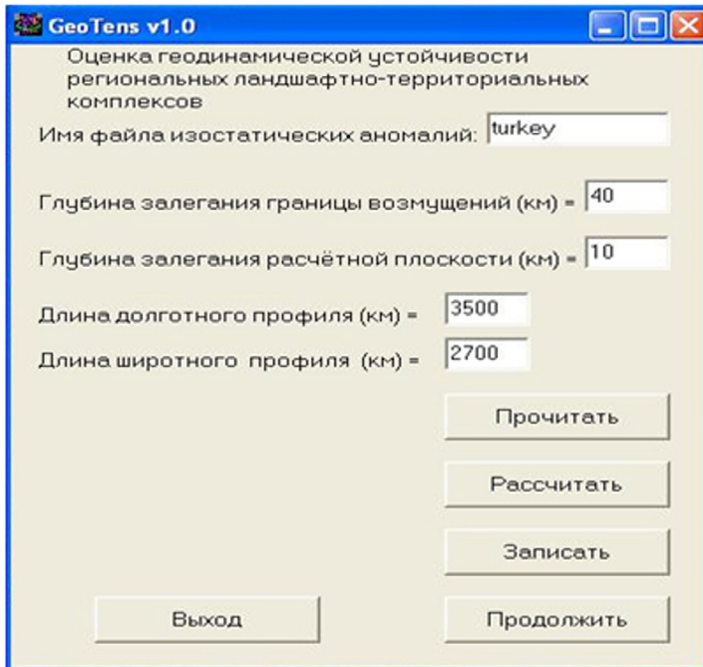 GeoTens v1.0
Оценка геодинамической устойчивости
региональных ландшафтно-территориальных
комплексов
Имя файла изостатических аномалий: turkey
Глубина залегания границы возмущений (км) = 40
Глубина залегания расчётной плоскости (км) = 10
Длина долготного профиля (км) = 3500
Длина широтного профиля (км) = 2700
Прочитать
Рассчитать
Записать
Выход Продолжить